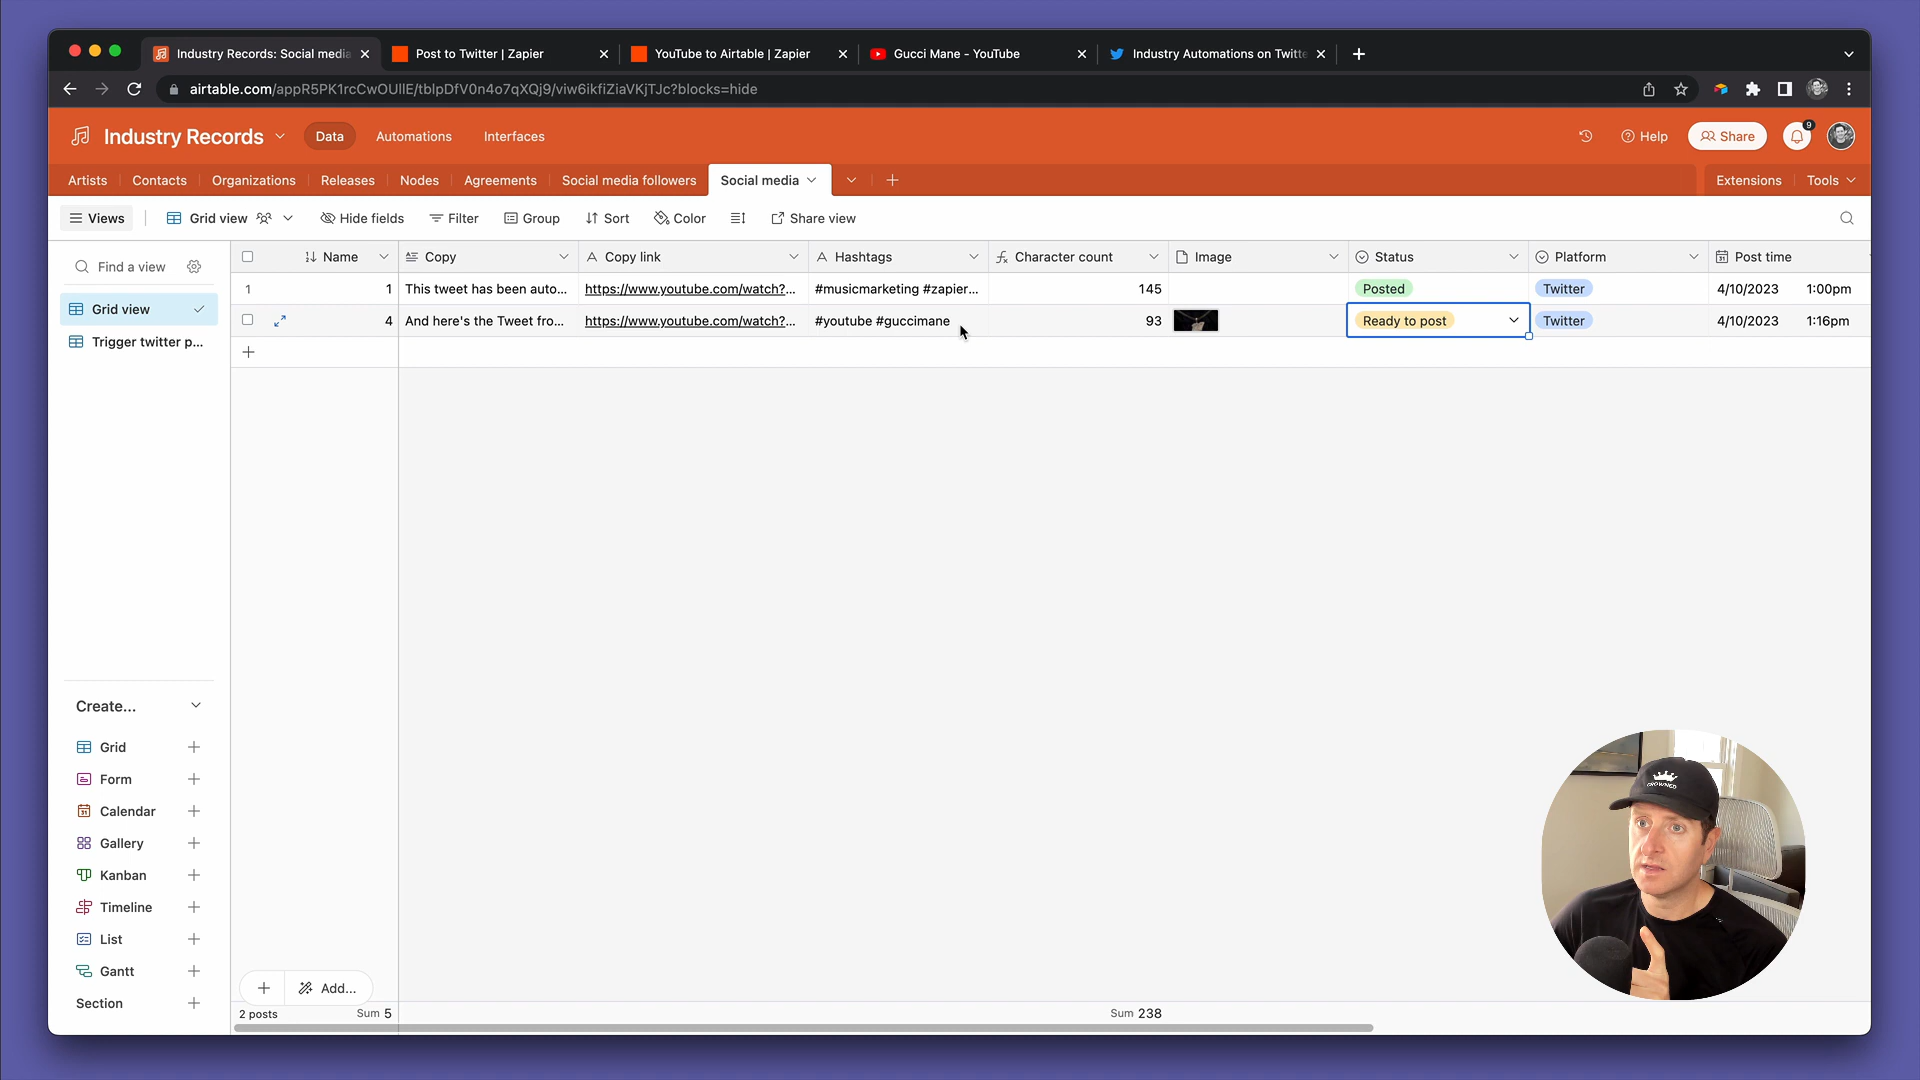 Industry Records: Social media
Post to Twitter | Zapier
YouTube to Airtable | Zapier
Gucci Mane - YouTube
Industry Automations on Twitte
airtable.com/appR5PK1rcCwOUIlE/tblpDfV0n4o7qXQj9/viw6ikfiZiaVKjTJc?blocks=hide
Industry Records
Data
Automations
Interfaces
Help
Share
9
Artists
Contacts
Organizations
Releases
Nodes
Agreements
Social media followers
Social media
Extensions
Tools
Views
Grid view
Hide fields
Filter
Group
Sort
Color
Share view
Find a view
Grid view
Trigger twitter p...
Name Copy Copy link Hashtags Character count Image Status Platform Post time
1 1 This tweet has been auto... https://www.youtube.com/watch?... #musicmarketing #zapier... 145 Posted Twitter 4/10/2023 1:00pm
4 And here's the Tweet fro... https://www.youtube.com/watch?... #youtube #guccimane 93 Ready to post Twitter 4/10/2023 1:16pm
Create...
Grid
Form
Calendar
Gallery
Kanban
Timeline
List
Gantt
Section
Add...
2 posts Sum 5 Sum 238
CROWNED